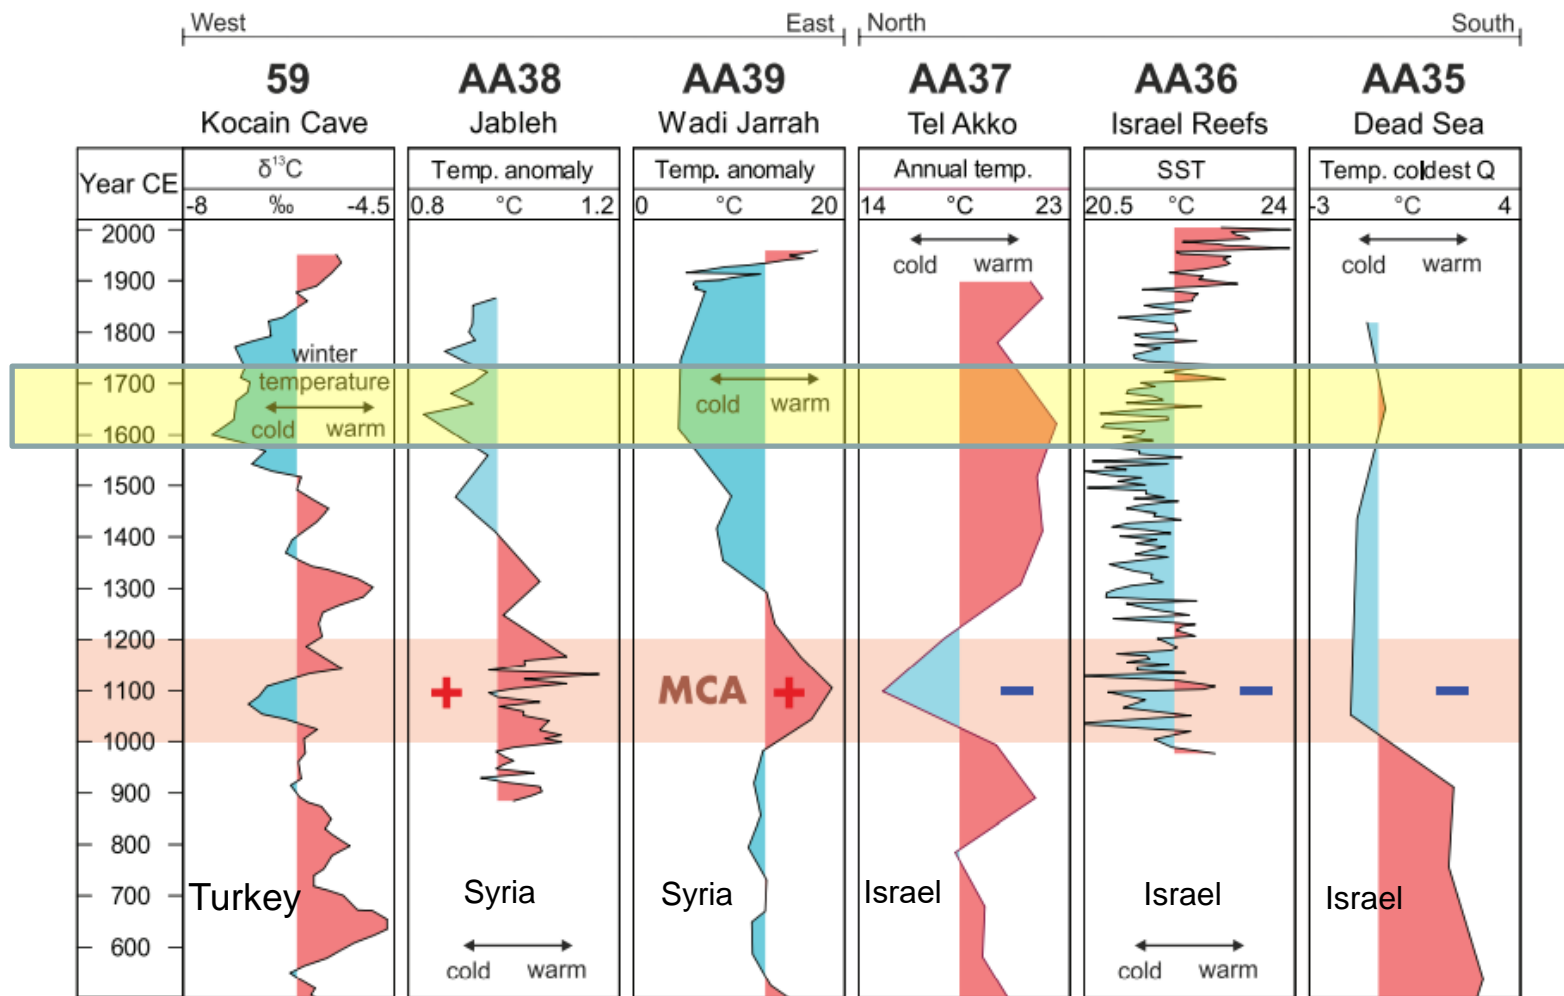 West East North South
59 AA38 AA39 AA37 AA36 AA35
Kocain Cave Jableh Wadi Jarrah Tel Akko Israel Reefs Dead Sea
Year CE δ¹³C Temp. anomaly Temp. anomaly Annual temp. SST Temp. coldest Q
-8 ‰ -4.5 0.8 °C 1.2 0 °C 20 14 °C 23 20.5 °C 24 -3 °C 4
2000
cold warm cold warm
1900
1800
winter
1700 temperature
cold warm
1600 cold warm
1500
1400
1300
1200
1100 + MCA + − − −
1000
900
800
700 Turkey Syria Syria Israel Israel Israel
600
cold warm cold warm